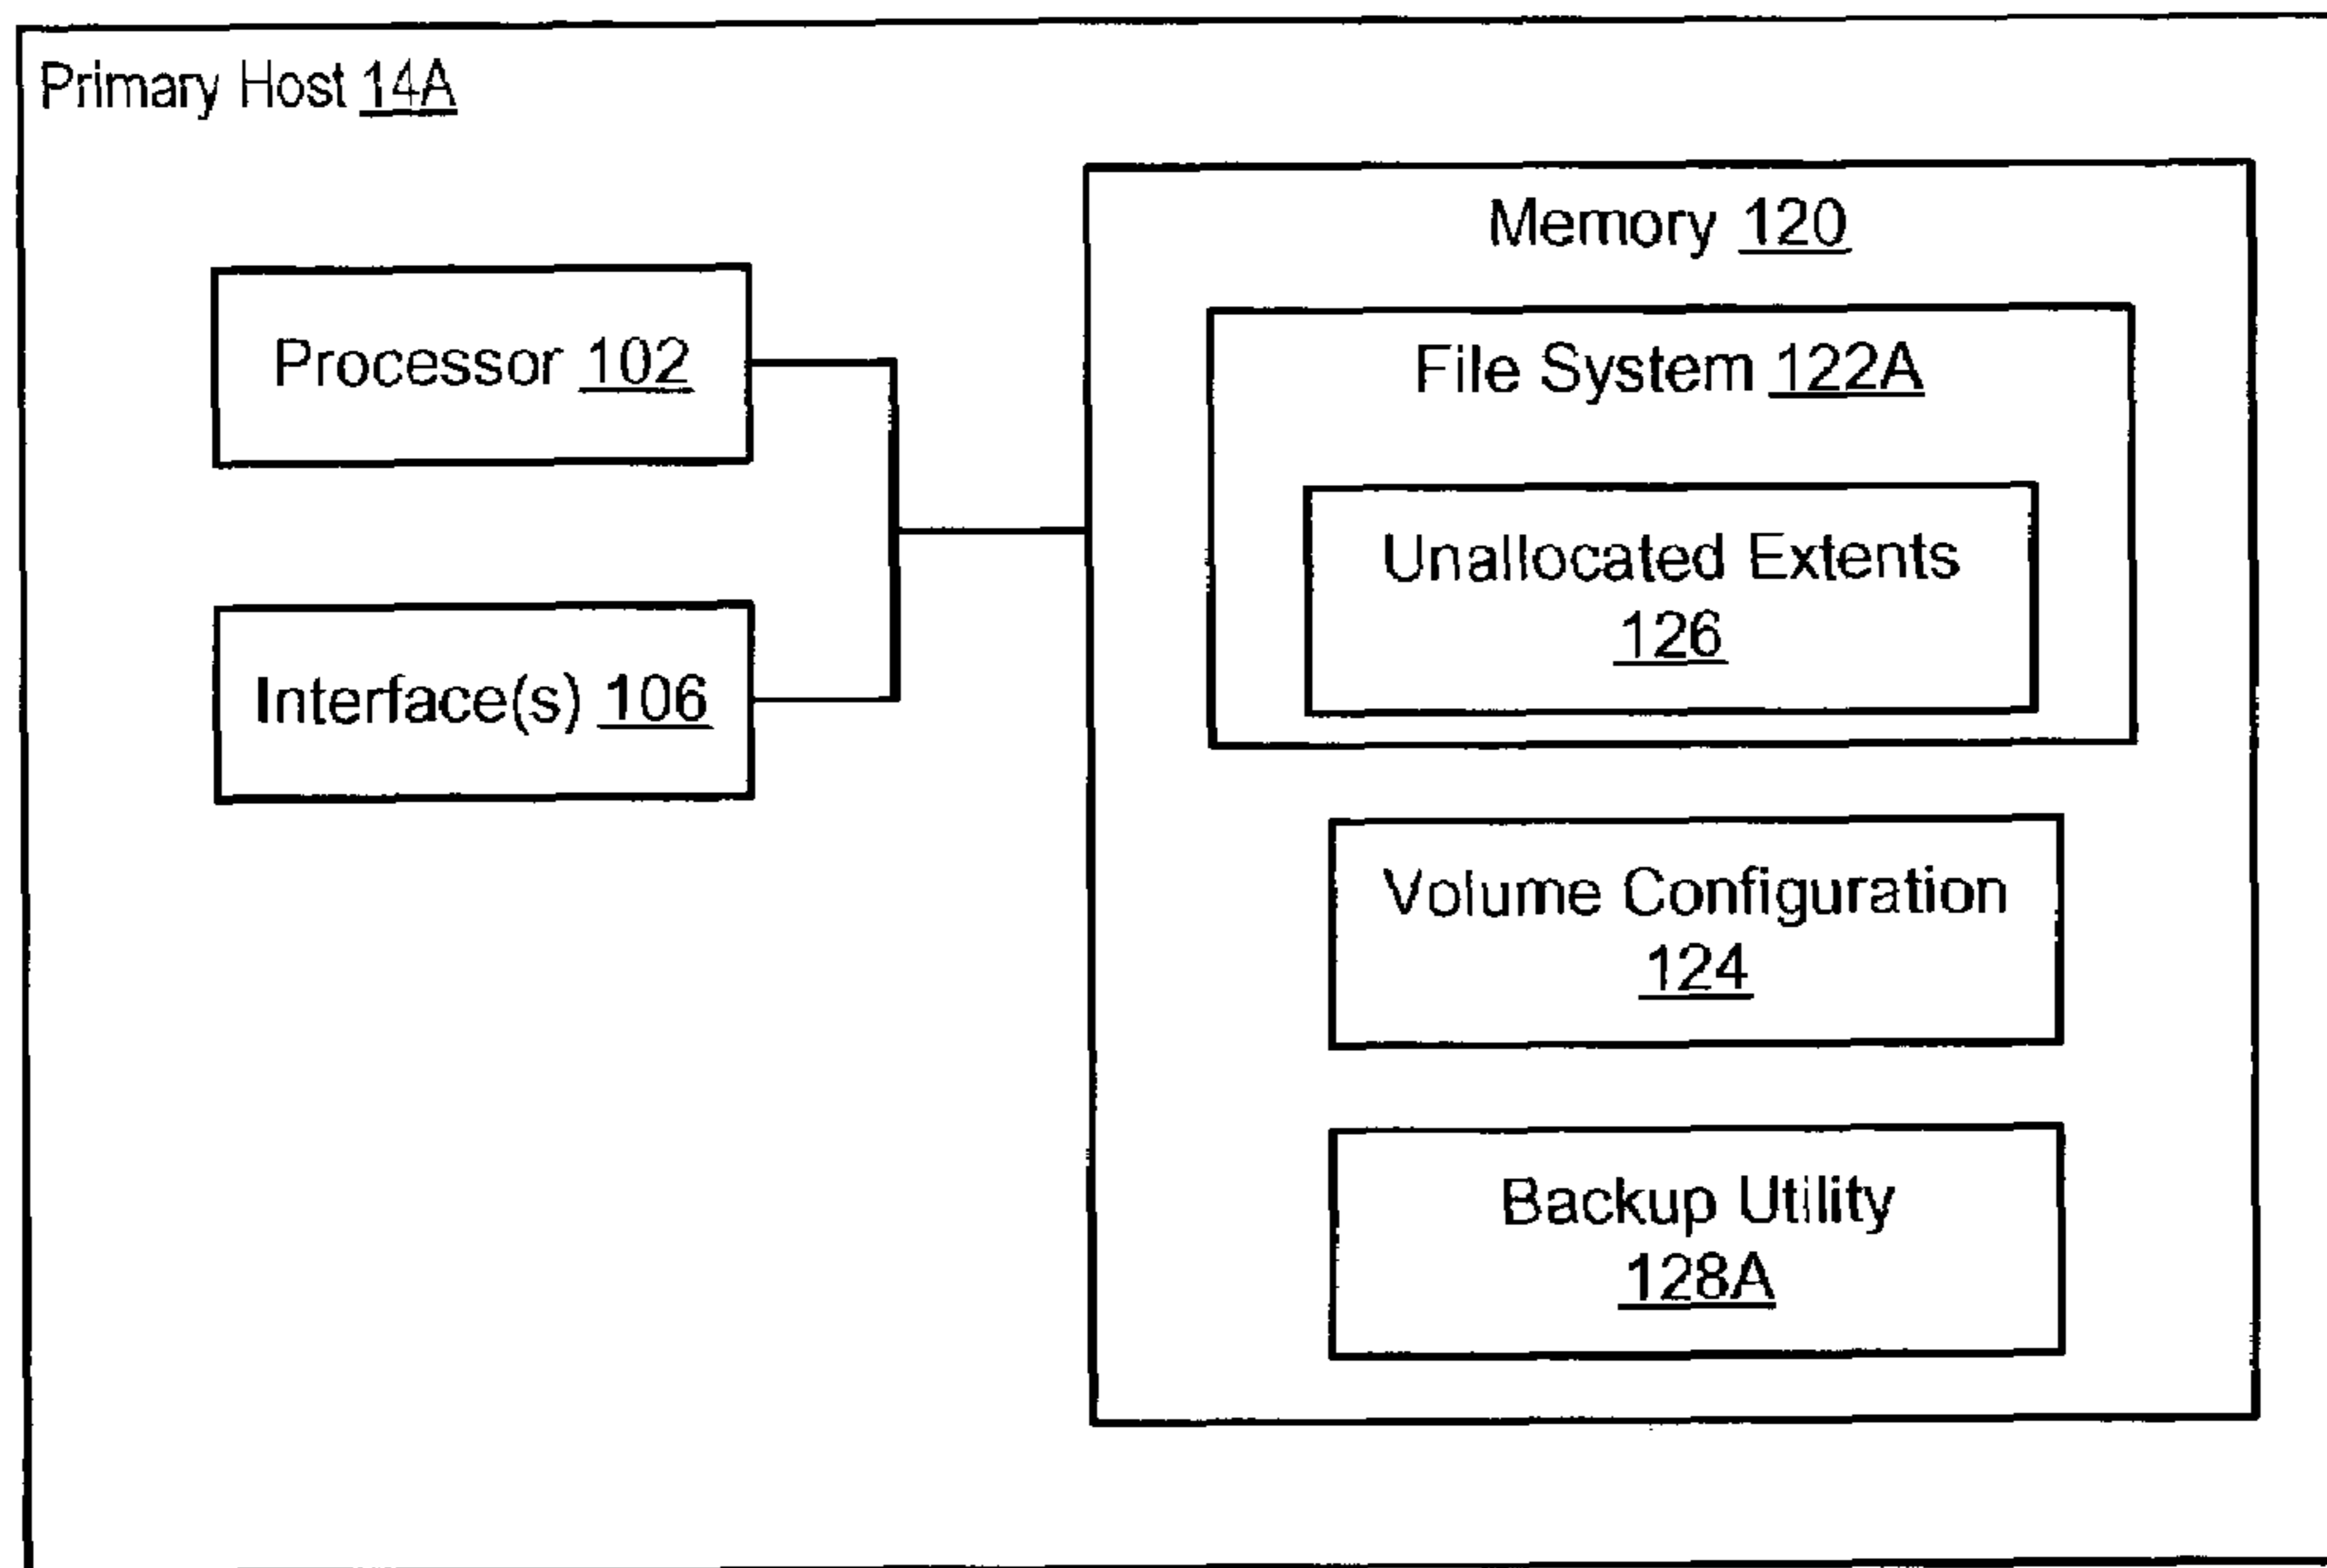 Primary Host 14A
Memory 120
Processor 102
File System 122A
Unallocated Extents
126
Interface(s) 106
Volume Configuration
124
Backup Utility
128A